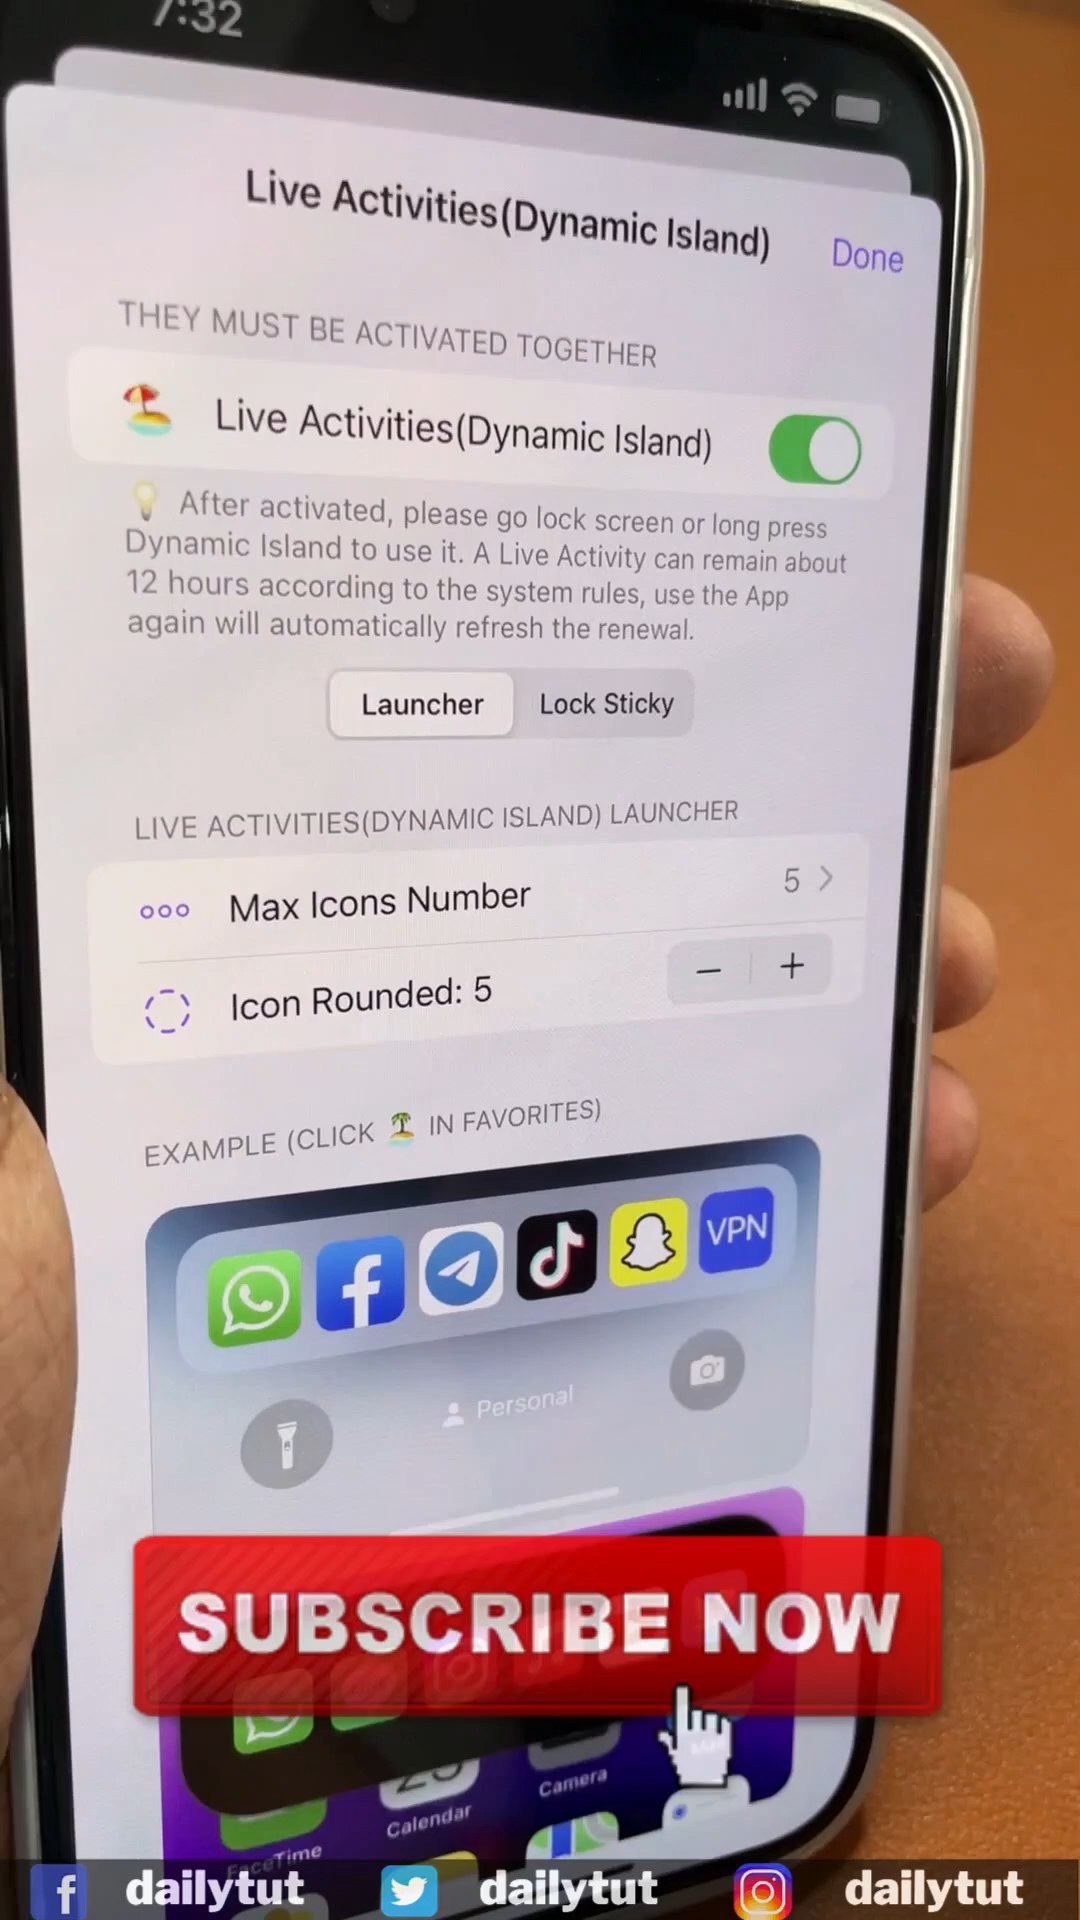 7:32
Live Activities(Dynamic Island)
Done
THEY MUST BE ACTIVATED TOGETHER
Live Activities(Dynamic Island)
After activated, please go lock screen or long press
Dynamic Island to use it. A Live Activity can remain about
12 hours according to the system rules, use the App
again will automatically refresh the renewal.
Launcher
Lock Sticky
LIVE ACTIVITIES(DYNAMIC ISLAND) LAUNCHER
Max Icons Number
5
Icon Rounded: 5
− +
EXAMPLE (CLICK 🏝 IN FAVORITES)
VPN
Personal
SUBSCRIBE NOW
Camera
Calendar
FaceTime
dailytut
dailytut
dailytut